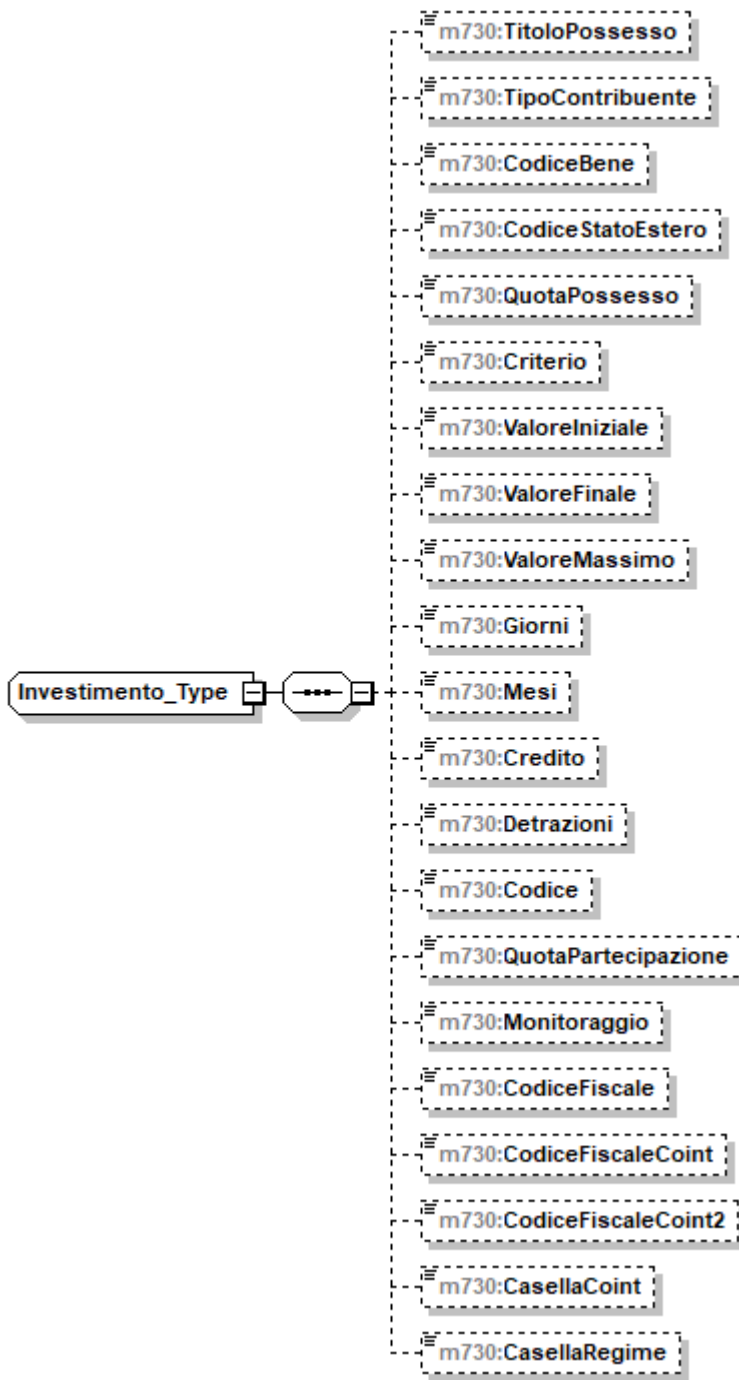 m730:TitoloPossesso
m730:TipoContribuente
m730:CodiceBene
m730:CodiceStatoEstero
m730:QuotaPossesso
m730:Criterio
m730:ValoreIniziale
m730:ValoreFinale
m730:ValoreMassimo
m730:Giorni
Investimento_Type
m730:Mesi
m730:Credito
m730:Detrazioni
m730:Codice
m730:QuotaPartecipazione
m730:Monitoraggio
m730:CodiceFiscale
m730:CodiceFiscaleCoint
m730:CodiceFiscaleCoint2
m730:CasellaCoint
m730:CasellaRegime